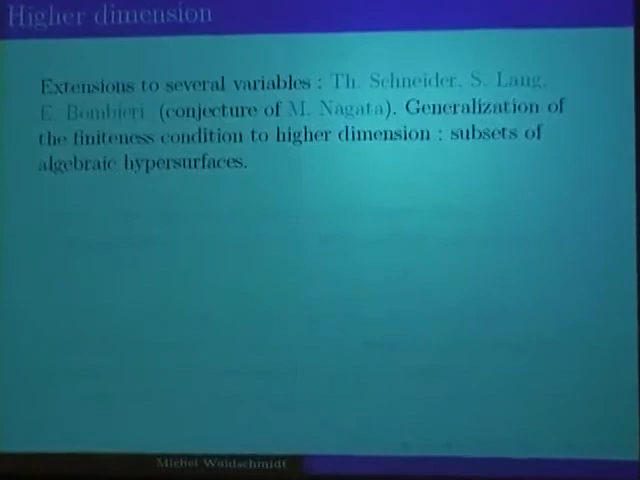 Higher dimension
Extensions to several variables : Th. Schneider, S. Lang,
E. Bombieri (conjecture of M. Nagata). Generalization of
the finiteness condition to higher dimension : subsets of
algebraic hypersurfaces.
Michel Waldschmidt